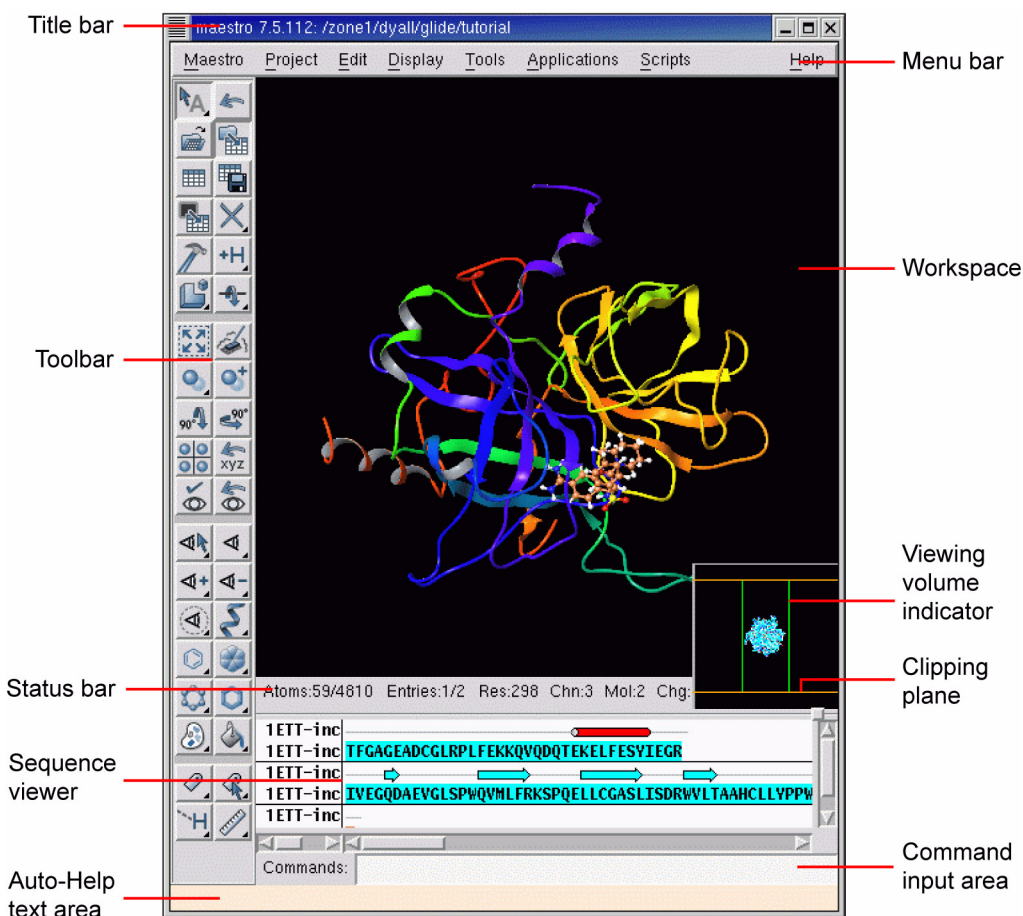 Title bar
maestro 7.5.112: /zone1/dyall/glide/tutorial
Maestro Project Edit Display Tools Applications Scripts Help
Menu bar
A
+H
Workspace
Toolbar
90° 90°
xyz
Viewing
volume
indicator
Clipping
plane
Status bar
Atoms:59/4810 Entries:1/2 Res:298 Chn:3 Mol:2 Chg:
1ETT-inc
1ETT-inc TFGAGEADCGLRPLFEKKQVQDQTEKELFESYIEGR
1ETT-inc
1ETT-inc IVEGQDAEVGLSPWQVMLFRKSPQELLCGASLISDRWVLTAAHCLLYPPW
1ETT-inc
Sequence
viewer
H
Commands:
Command
input area
Auto-Help
text area